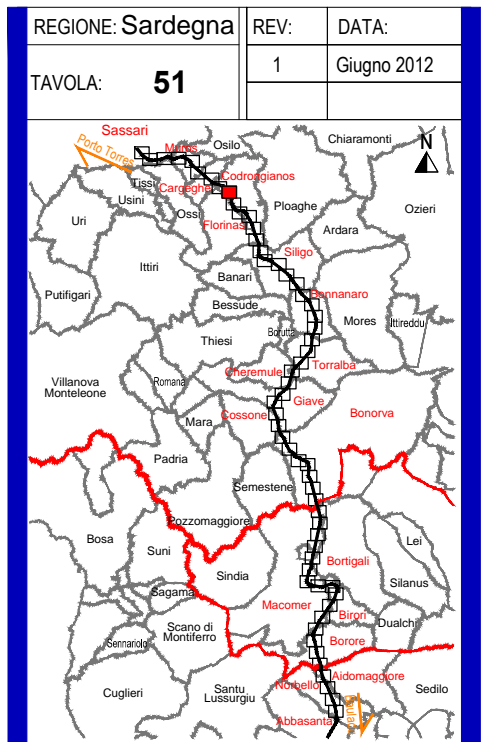 REGIONE: Sardegna
REV:
DATA:
TAVOLA: 51
1
Giugno 2012
Sassari
Porto Torres
Muros
Osilo
Chiaramonti
N
Tissi
Cargeghe
Codrongianos
Usini
Ossi
Ploaghe
Ozieri
Uri
Florinas
Ardara
Siligo
Ittiri
Banari
Putifigari
Bessude
Bonnanaro
Mores
Ittireddu
Thiesi
Borutta
Torralba
Cheremule
Villanova
Monteleone
Romana
Giave
Cossone
Bonorva
Mara
Padria
Semestene
Pozzomaggiore
Bosa
Suni
Lei
Bortigali
Sindia
Silanus
Sagama
Macomer
Birori
Dualchi
Scano di
Montiferro
Sennariolo
Borore
Aidomaggiore
Norbello
Sedilo
Cuglieri
Santu
Lussurgiu
Abbasanta